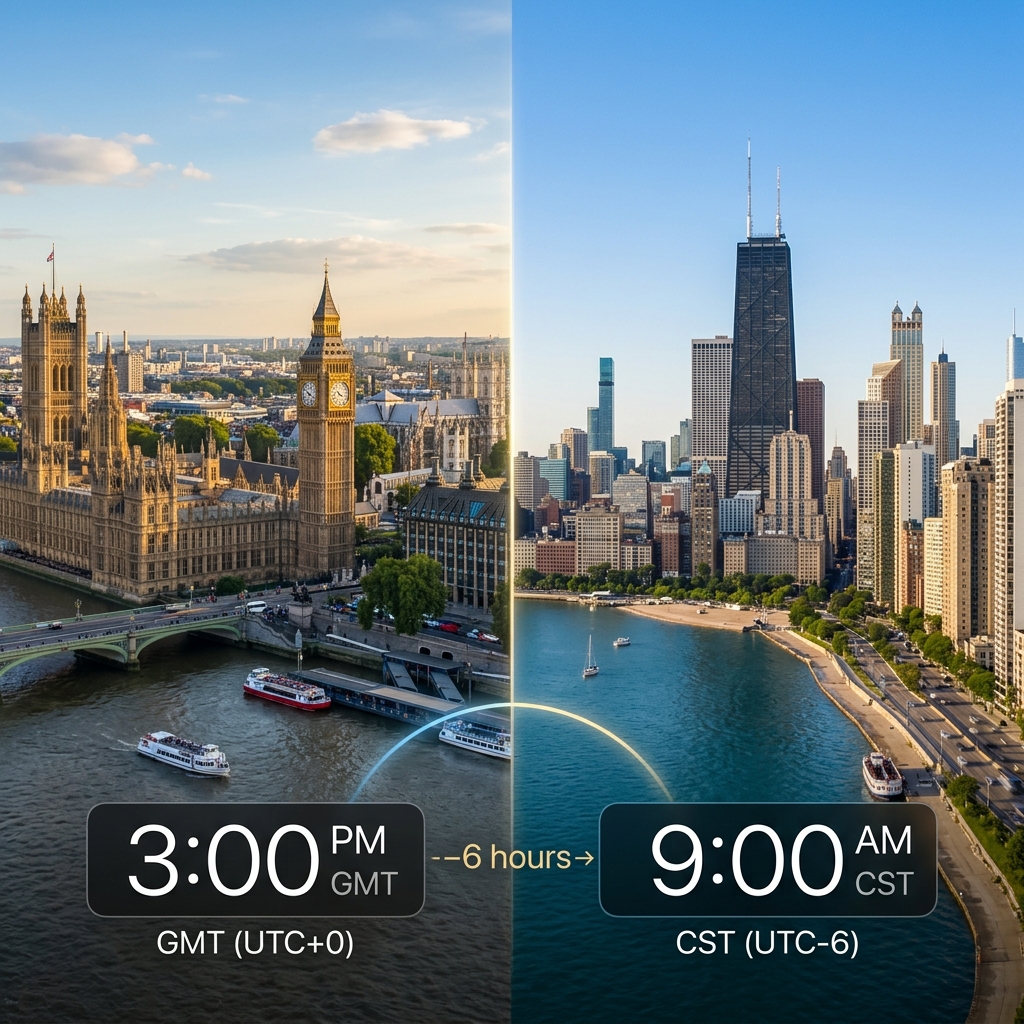 3:00 PM
GMT
--6 hours→
9:00 AM
CST
GMT (UTC+0)
CST (UTC-6)